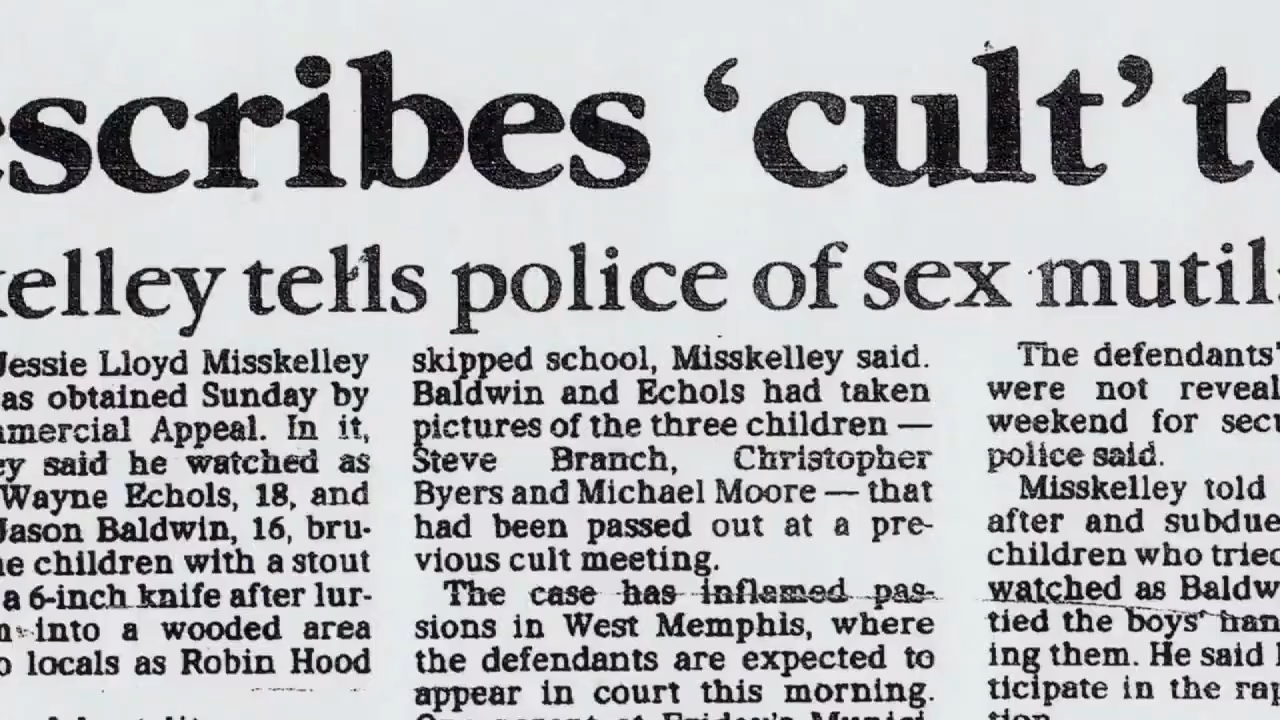 escribes ‘cult’ to
kelley tells police of sex mutil
Jessie Lloyd Misskelley
as obtained Sunday by
mmercial Appeal. In it,
ey said he watched as
Wayne Echols, 18, and
Jason Baldwin, 16, bru-
he children with a stout
a 6-inch knife after lur-
into a wooded area
o locals as Robin Hood
skipped school, Misskelley said.
Baldwin and Echols had taken
pictures of the three children —
Steve Branch, Christopher
Byers and Michael Moore — that
had been passed out at a pre-
vious cult meeting.
The case has inflamed pas-
sions in West Memphis, where
the defendants are expected to
appear in court this morning.
The defendants’
were not reveal
weekend for secu
police said.
Misskelley told
after and subdue
children who tried
watched as Baldw
tied the boys’ han
ing them. He said
ticipate in the rap
tion